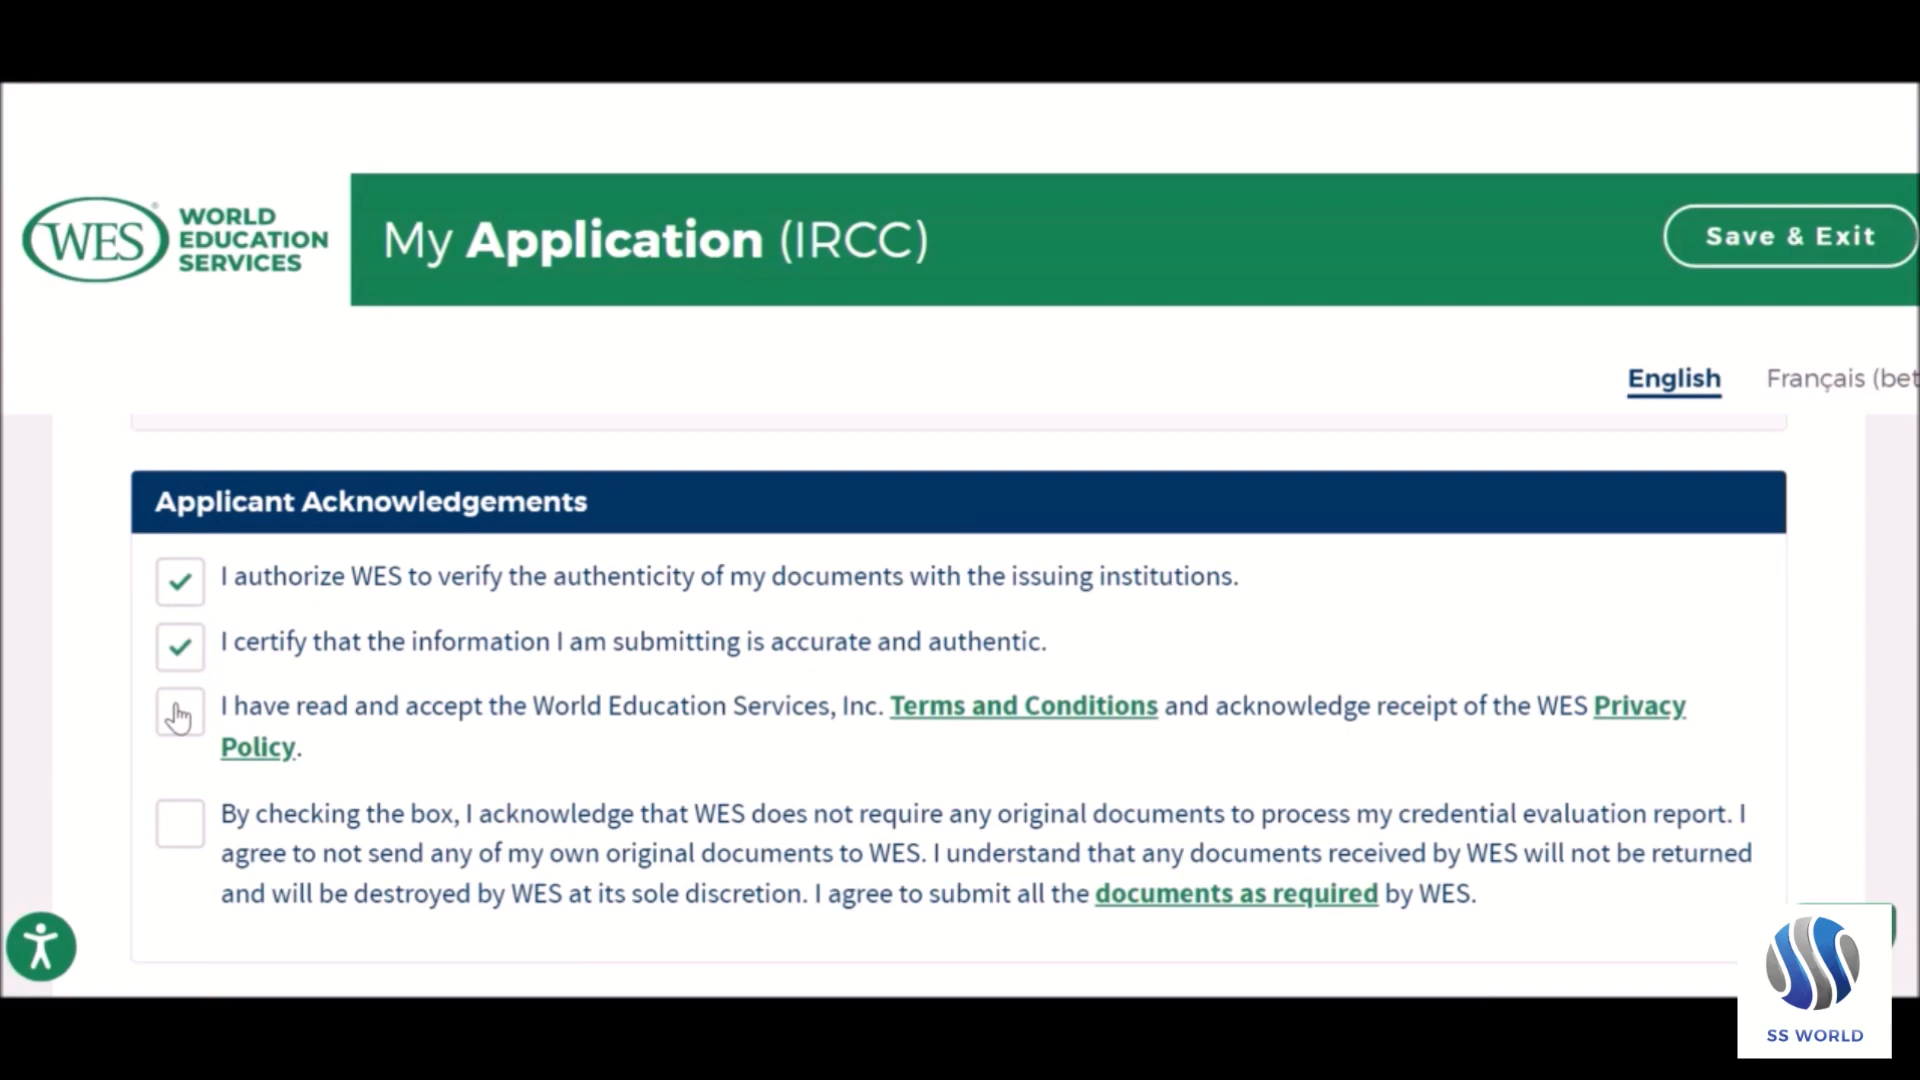 WES
WORLD
EDUCATION
SERVICES
My Application (IRCC)
Save & Exit
English
Français (bet
Applicant Acknowledgements
I authorize WES to verify the authenticity of my documents with the issuing institutions.
I certify that the information I am submitting is accurate and authentic.
I have read and accept the World Education Services, Inc. Terms and Conditions and acknowledge receipt of the WES Privacy
Policy.
By checking the box, I acknowledge that WES does not require any original documents to process my credential evaluation report. I
agree to not send any of my own original documents to WES. I understand that any documents received by WES will not be returned
and will be destroyed by WES at its sole discretion. I agree to submit all the documents as required by WES.
SS WORLD